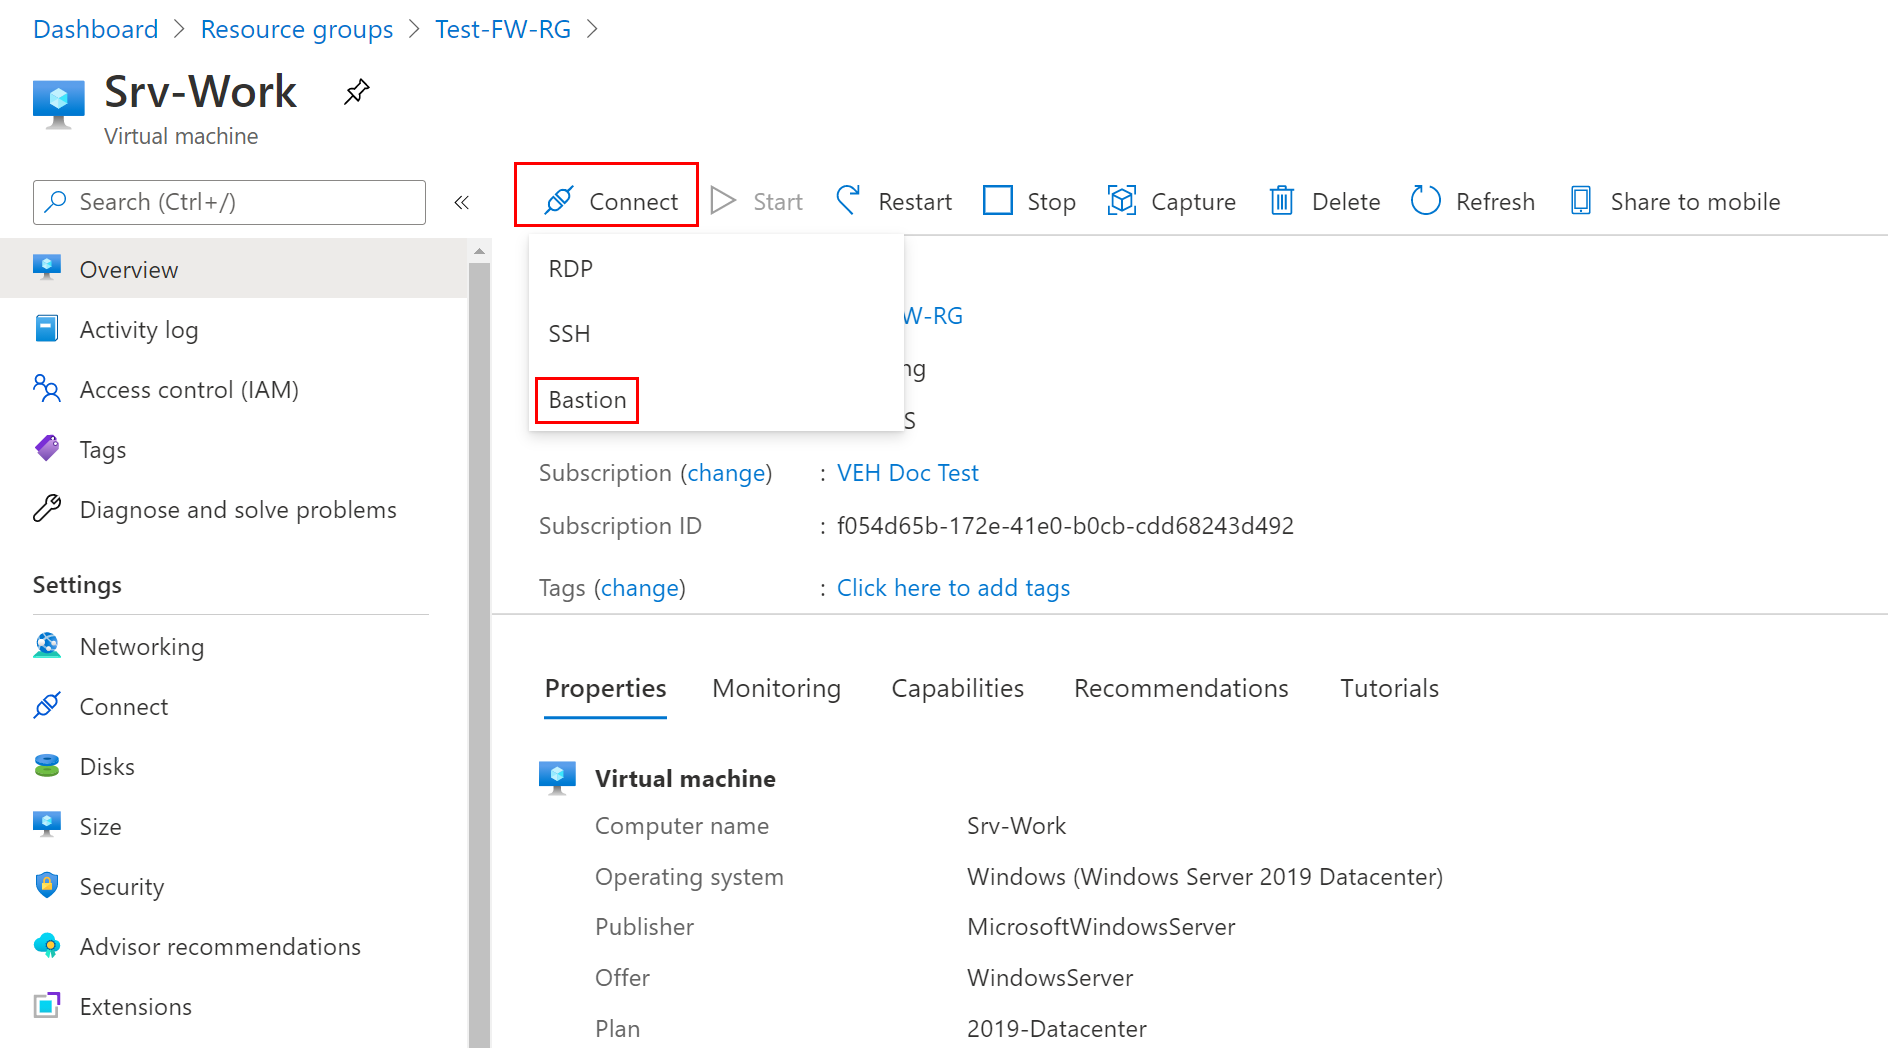 Dashboard > Resource groups > Test-FW-RG >
Srv-Work
Virtual machine
Search (Ctrl+/)
«
Connect
Start
Restart
Stop
Capture
Delete
Refresh
Share to mobile
Overview
Activity log
Access control (IAM)
Tags
Diagnose and solve problems
Settings
Networking
Connect
Disks
Size
Security
Advisor recommendations
Extensions
RDP
SSH
Bastion
W-RG
ng
S
Subscription (change) : VEH Doc Test
Subscription ID : f054d65b-172e-41e0-b0cb-cdd68243d492
Tags (change) : Click here to add tags
Properties
Monitoring
Capabilities
Recommendations
Tutorials
Virtual machine
Computer name Srv-Work
Operating system Windows (Windows Server 2019 Datacenter)
Publisher MicrosoftWindowsServer
Offer WindowsServer
Plan 2019-Datacenter